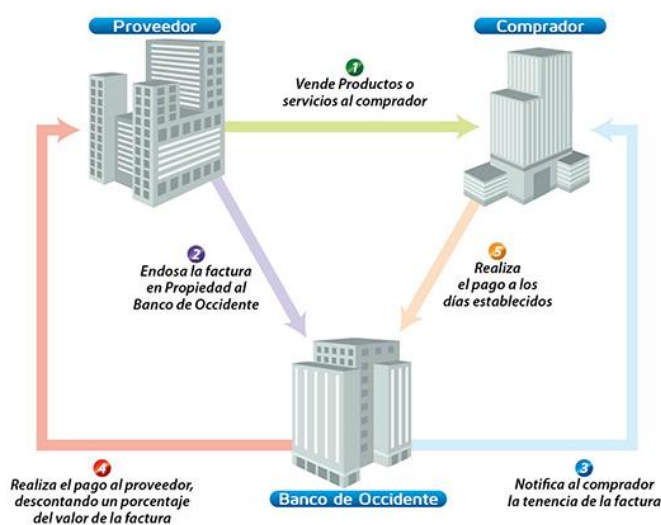 Proveedor
Comprador
1
Vende Productos o
servicios al comprador
2
Endosa la factura
en Propiedad al
Banco de Occidente
5
Realiza
el pago a los
días establecidos
4
Realiza el pago al proveedor,
descontando un porcentaje
del valor de la factura
Banco de Occidente
3
Notifica al comprador
la tenencia de la factura